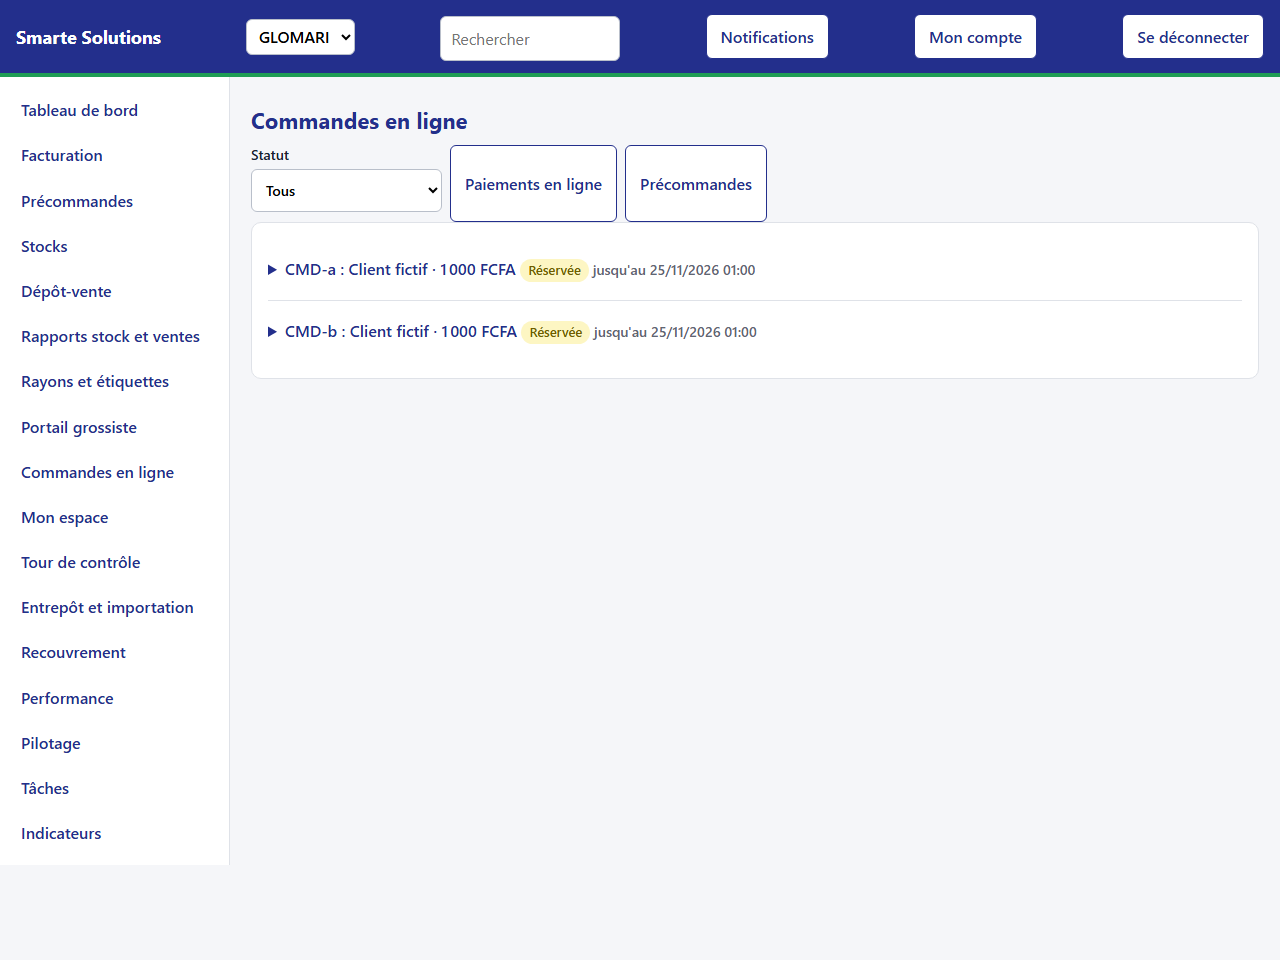 Smarte Solutions
GLOMARI
Rechercher
Notifications
Mon compte
Se déconnecter
Tableau de bord
Facturation
Précommandes
Stocks
Dépôt-vente
Rapports stock et ventes
Rayons et étiquettes
Portail grossiste
Commandes en ligne
Mon espace
Tour de contrôle
Entrepôt et importation
Recouvrement
Performance
Pilotage
Tâches
Indicateurs
Commandes en ligne
Statut
Tous
Paiements en ligne
Précommandes
CMD-a : Client fictif · 1000 FCFA Réservée jusqu'au 25/11/2026 01:00
CMD-b : Client fictif · 1000 FCFA Réservée jusqu'au 25/11/2026 01:00